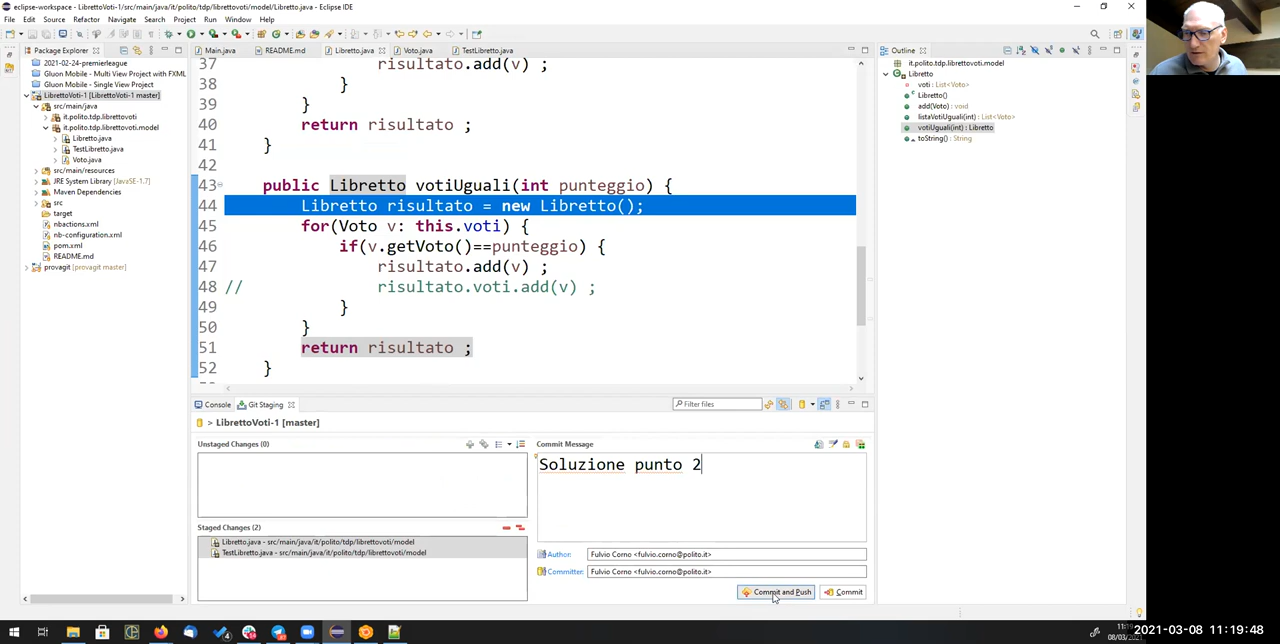 eclipse-workspace - LibrettoVoti-1/src/main/java/it/polito/tdp/librettovoti/model/Libretto.java - Eclipse IDE
File Edit Source Refactor Navigate Search Project Run Window Help
Package Explorer
Main.java README.md Libretto.java Voto.java TestLibretto.java
Outline
2021-02-24-premierleague
Gluon Mobile - Multi View Project with FXML
Gluon Mobile - Single View Project
LibrettoVoti-1 [LibrettoVoti-1 master]
src/main/java
it.polito.tdp.librettovoti
it.polito.tdp.librettovoti.model
Libretto.java
TestLibretto.java
Voto.java
src/main/resources
JRE System Library [JavaSE-1.7]
Maven Dependencies
src
target
nbactions.xml
nb-configuration.xml
pom.xml
README.md
provagit [provagit master]
37 risultato.add(v) ;
38 }
39 }
40 return risultato ;
41 }
42
43 public Libretto votiUguali(int punteggio) {
44 Libretto risultato = new Libretto();
45 for(Voto v: this.voti) {
46 if(v.getVoto()==punteggio) {
47 risultato.add(v) ;
48 // risultato.voti.add(v) ;
49 }
50 }
51 return risultato ;
52 }
it.polito.tdp.librettovoti.model
Libretto
voti : List<Voto>
Libretto()
add(Voto) : void
listaVotiUguali(int) : List<Voto>
votiUguali(int) : Libretto
toString() : String
Console Git Staging
Filter files
> LibrettoVoti-1 [master]
Unstaged Changes (0)
Staged Changes (2)
Libretto.java - src/main/java/it/polito/tdp/librettovoti/model
TestLibretto.java - src/main/java/it/polito/tdp/librettovoti/model
Commit Message
Soluzione punto 2
Author: Fulvio Corno <fulvio.corno@polito.it>
Committer: Fulvio Corno <fulvio.corno@polito.it>
Commit and Push Commit
08/03/2021
2021-03-08 11:19:48